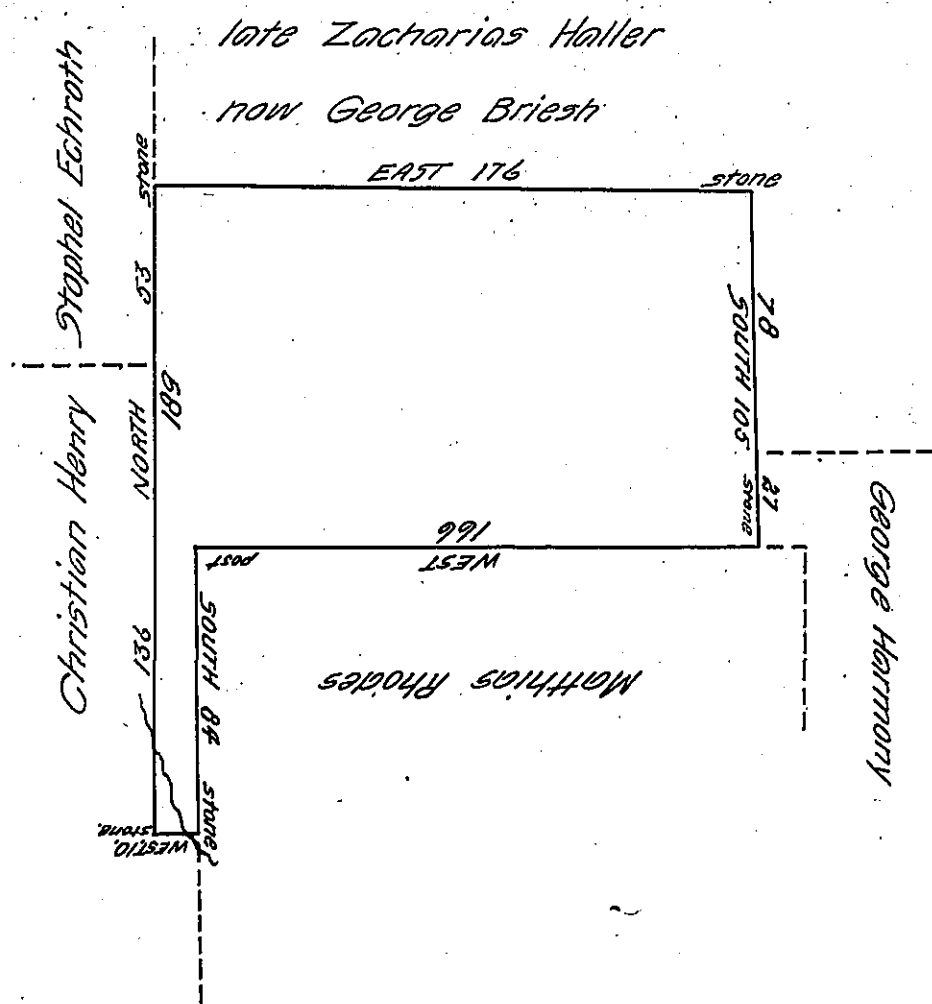 late Zacharias Haller
now George Briesh
Stophel Echroth
stone
EAST 176
stone
53
78
SOUTH 105
27
stone
George Harmony
189
NORTH
Christian Henry
136
166
WEST
post
SOUTH 84
stone
Matthias Rhodes
stone.
WEST.10.